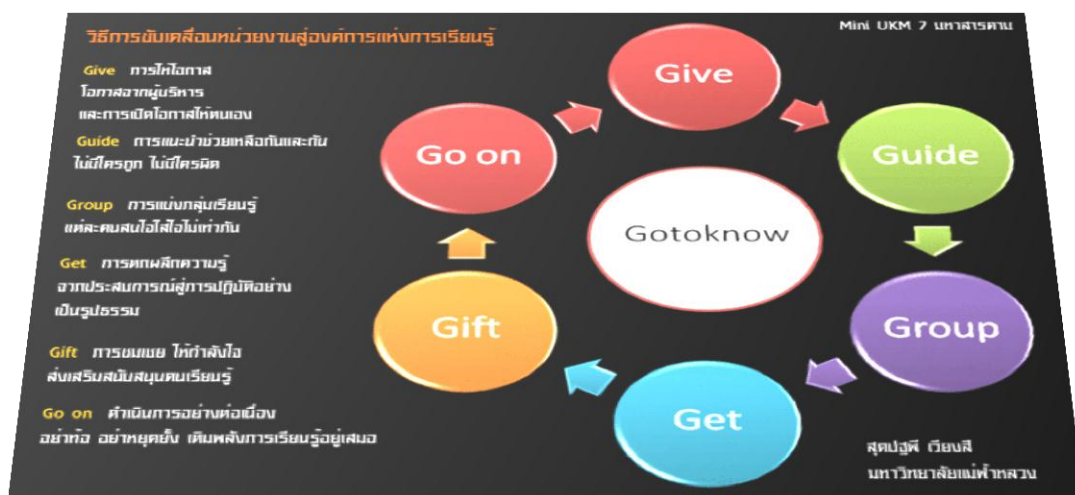 วิธีการขับเคลื่อนหน่วยงานสู่องค์การแห่งการเรียนรู้
Mini UKM 7 มหาสารคาม
Give การให้โอกาส
โอกาสจากผู้บริหาร
และการเปิดโอกาสให้ตนเอง
Guide การแนะนำช่วยเหลือกันและกัน
ไม่มีใครถูก ไม่มีใครผิด
Group การแบ่งกลุ่มเรียนรู้
แต่ละคนสนใจใส่ใจไม่เท่ากัน
Get การตกผลึกความรู้
จากประสบการณ์สู่การปฏิบัติอย่าง
เป็นรูปธรรม
Gift การชมเชย ให้กำลังใจ
ส่งเสริมสนับสนุนคนเรียนรู้
Go on ดำเนินการอย่างต่อเนื่อง
อย่าท้อ อย่าหยุดยั้ง เติมพลังการเรียนรู้อยู่เสมอ
Give
Guide
Group
Get
Gift
Go on
Gotoknow
สุดปฐพี เวียงสี
มหาวิทยาลัยแม่ฟ้าหลวง